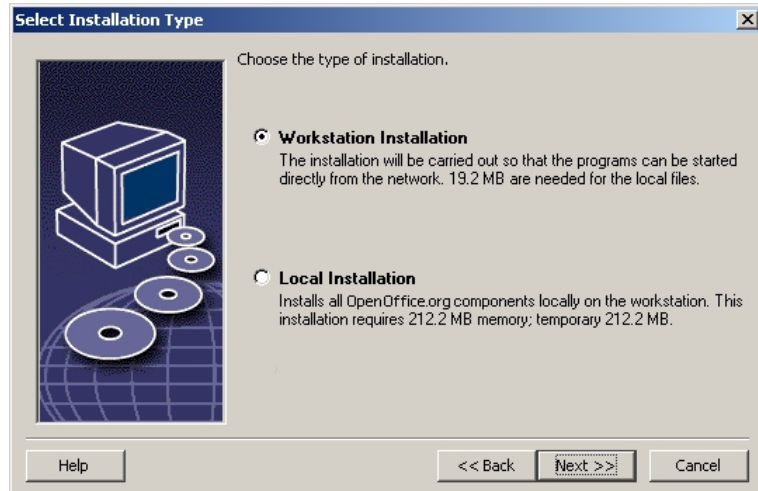 Select Installation Type
Choose the type of installation.
Workstation Installation
The installation will be carried out so that the programs can be started
directly from the network. 19.2 MB are needed for the local files.
Local Installation
Installs all OpenOffice.org components locally on the workstation. This
installation requires 212.2 MB memory; temporary 212.2 MB.
Help
<< Back
Next >>
Cancel